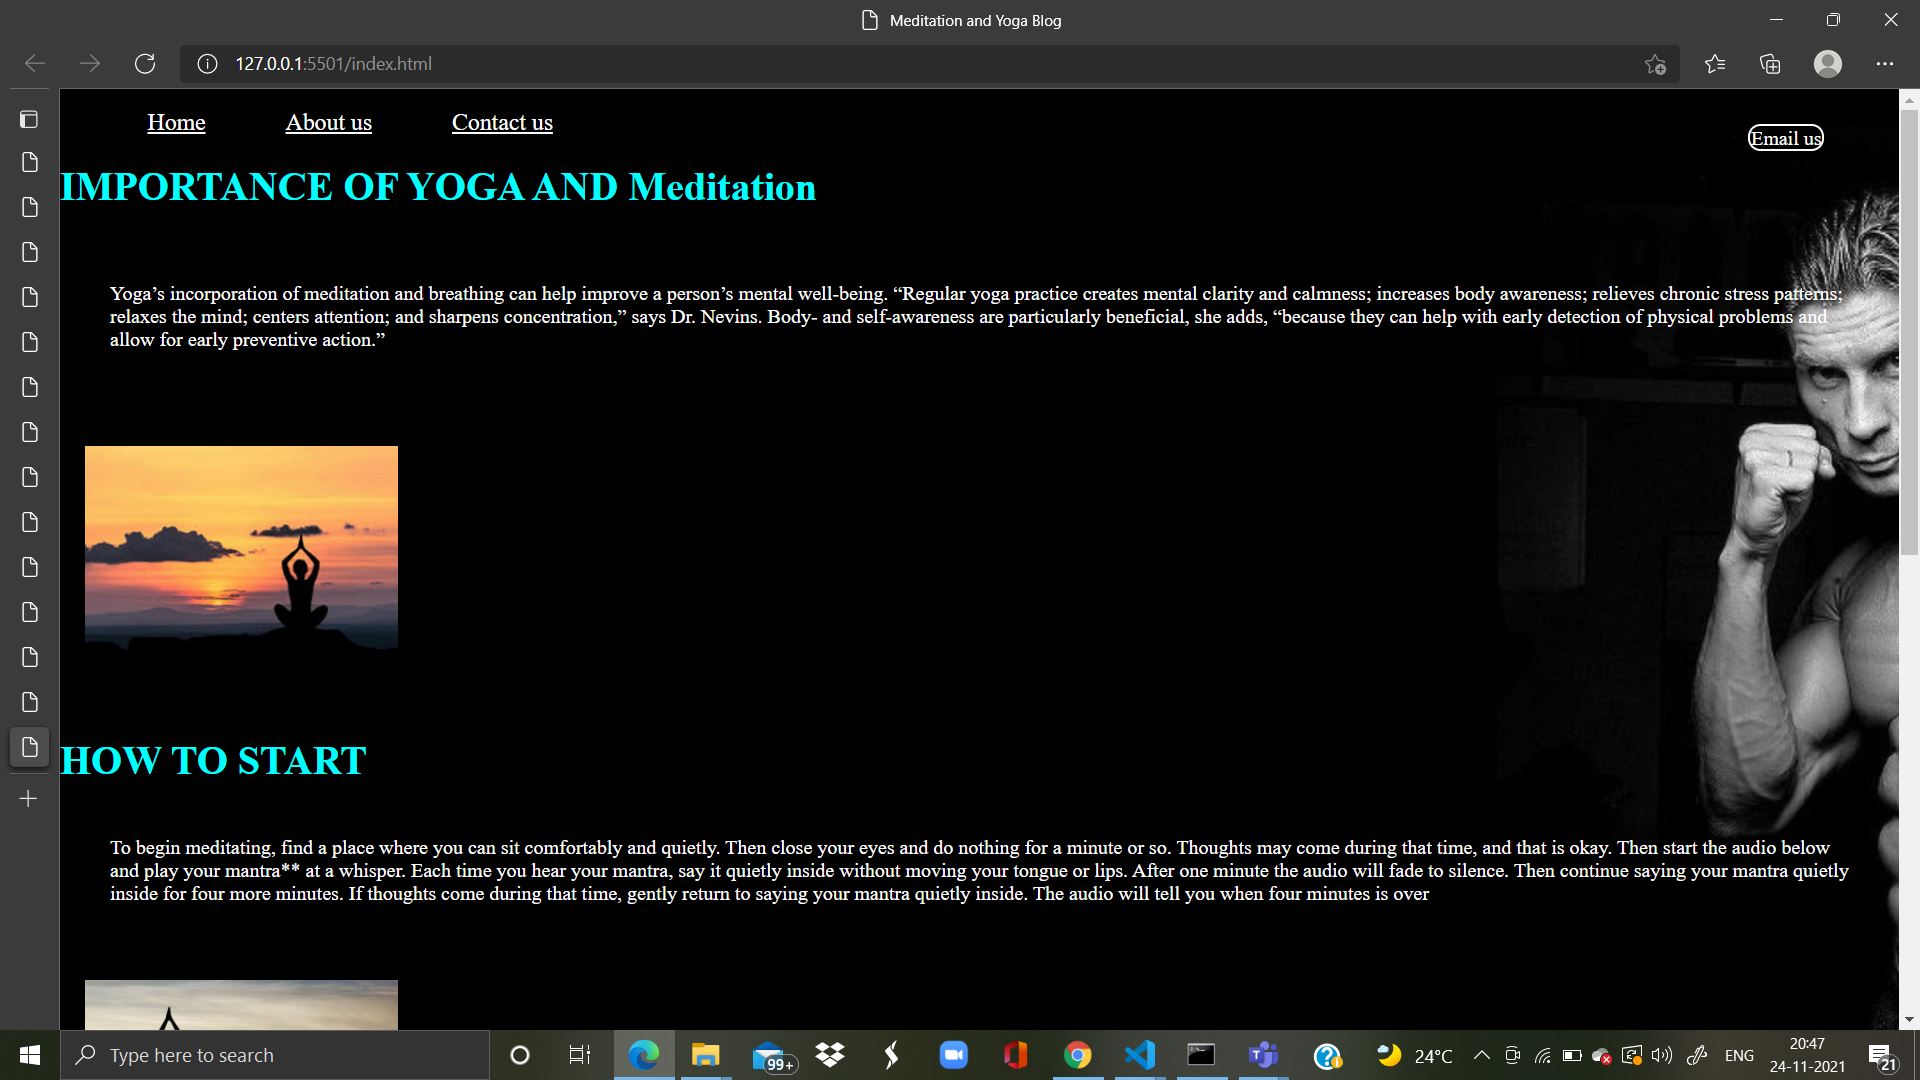 Meditation and Yoga Blog
127.0.0.1:5501/index.html
Home About us Contact us
Email us
IMPORTANCE OF YOGA AND Meditation
Yoga’s incorporation of meditation and breathing can help improve a person’s mental well-being. “Regular yoga practice creates mental clarity and calmness; increases body awareness; relieves chronic stress patterns;
relaxes the mind; centers attention; and sharpens concentration,” says Dr. Nevins. Body- and self-awareness are particularly beneficial, she adds, “because they can help with early detection of physical problems and
allow for early preventive action.”
HOW TO START
To begin meditating, find a place where you can sit comfortably and quietly. Then close your eyes and do nothing for a minute or so. Thoughts may come during that time, and that is okay. Then start the audio below
and play your mantra** at a whisper. Each time you hear your mantra, say it quietly inside without moving your tongue or lips. After one minute the audio will fade to silence. Then continue saying your mantra quietly
inside for four more minutes. If thoughts come during that time, gently return to saying your mantra quietly inside. The audio will tell you when four minutes is over
Type here to search
99+
24°C
ENG
20:47
24-11-2021
21